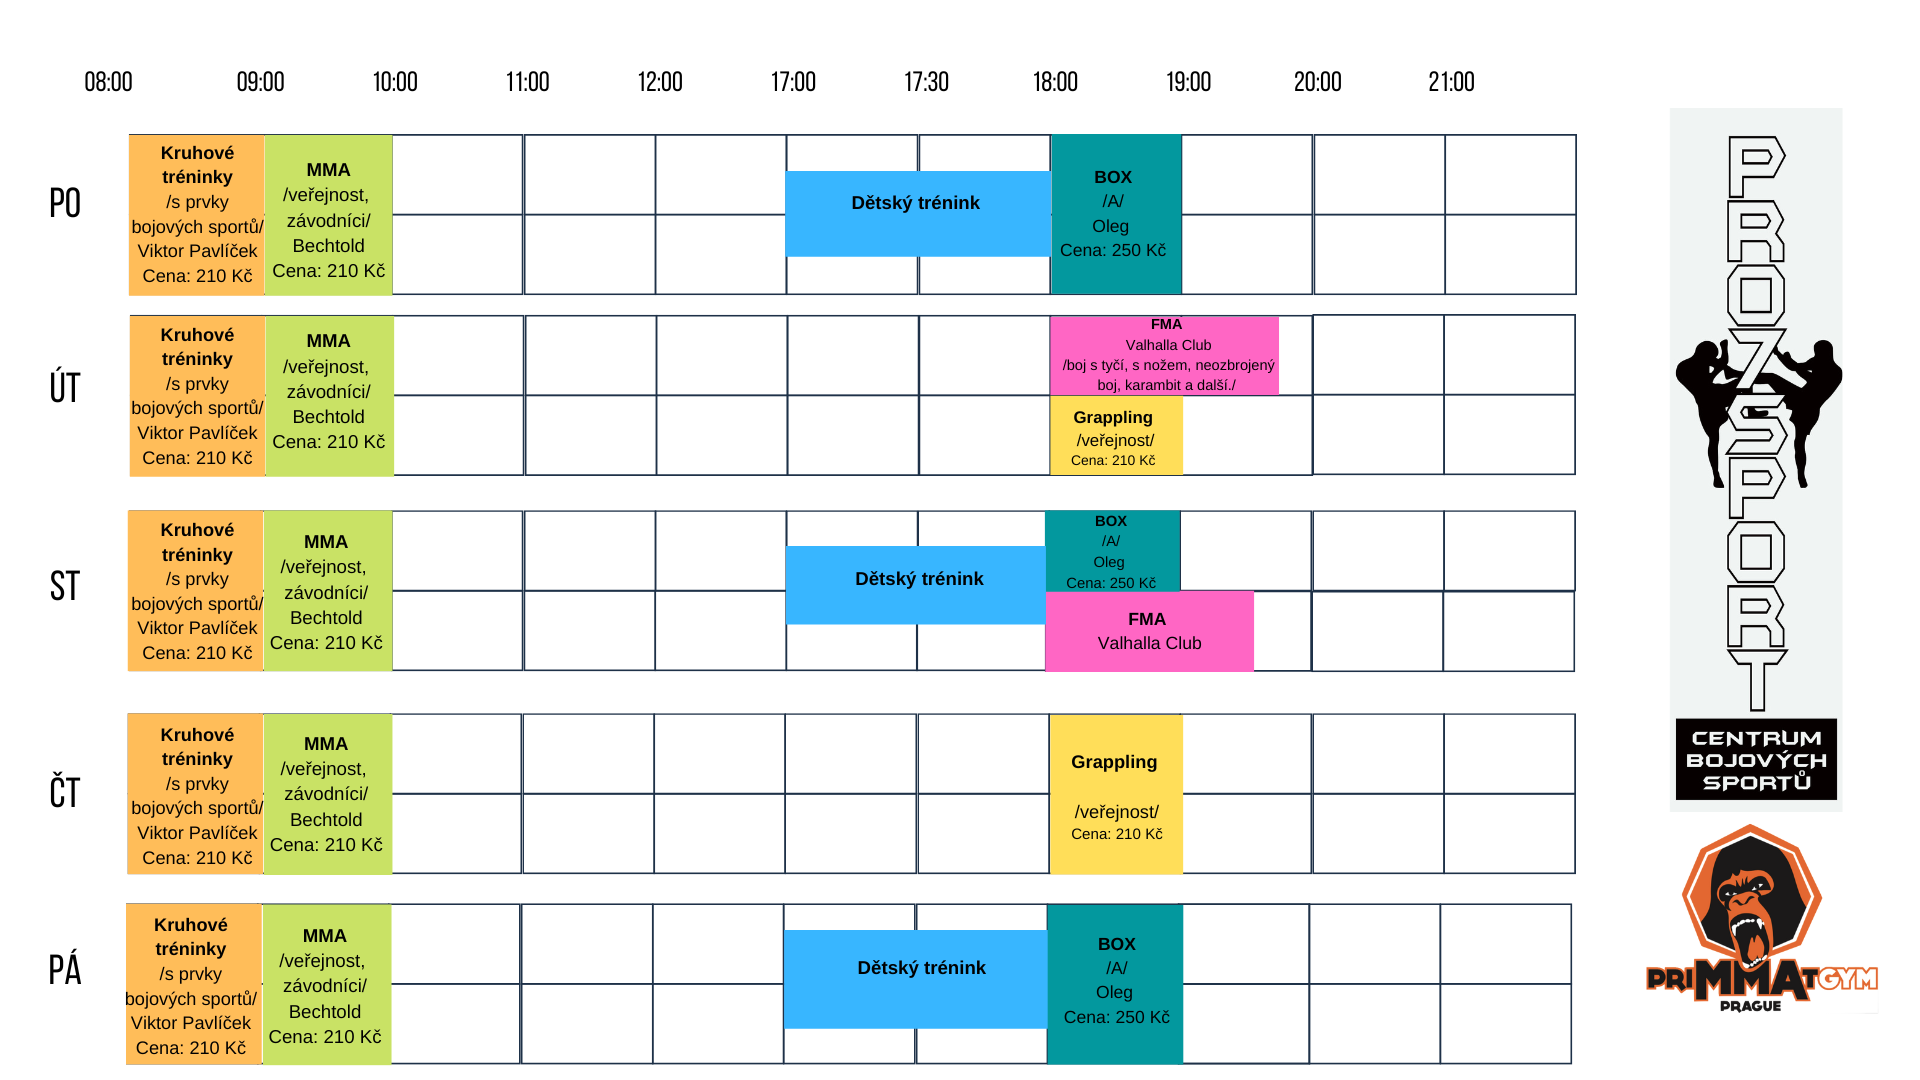 08:00 09:00 10:00 11:00 12:00 17:00 17:30 18:00 19:00 20:00 21:00
PO
Kruhové
tréninky
/s prvky
bojových sportů/
Viktor Pavlíček
Cena: 210 Kč
MMA
/veřejnost,
závodníci/
Bechtold
Cena: 210 Kč
Dětský trénink
BOX
/A/
Oleg
Cena: 250 Kč
ÚT
Kruhové
tréninky
/s prvky
bojových sportů/
Viktor Pavlíček
Cena: 210 Kč
MMA
/veřejnost,
závodníci/
Bechtold
Cena: 210 Kč
FMA
Valhalla Club
/boj s tyčí, s nožem, neozbrojený
boj, karambit a další./
Grappling
/veřejnost/
Cena: 210 Kč
ST
Kruhové
tréninky
/s prvky
bojových sportů/
Viktor Pavlíček
Cena: 210 Kč
MMA
/veřejnost,
závodníci/
Bechtold
Cena: 210 Kč
Dětský trénink
BOX
/A/
Oleg
Cena: 250 Kč
FMA
Valhalla Club
ČT
Kruhové
tréninky
/s prvky
bojových sportů/
Viktor Pavlíček
Cena: 210 Kč
MMA
/veřejnost,
závodníci/
Bechtold
Cena: 210 Kč
Grappling
/veřejnost/
Cena: 210 Kč
PÁ
Kruhové
tréninky
/s prvky
bojových sportů/
Viktor Pavlíček
Cena: 210 Kč
MMA
/veřejnost,
závodníci/
Bechtold
Cena: 210 Kč
Dětský trénink
BOX
/A/
Oleg
Cena: 250 Kč
PRO7SPORT
CENTRUM
BOJOVÝCH
SPORTŮ
PRIMMATGYM
PRAGUE